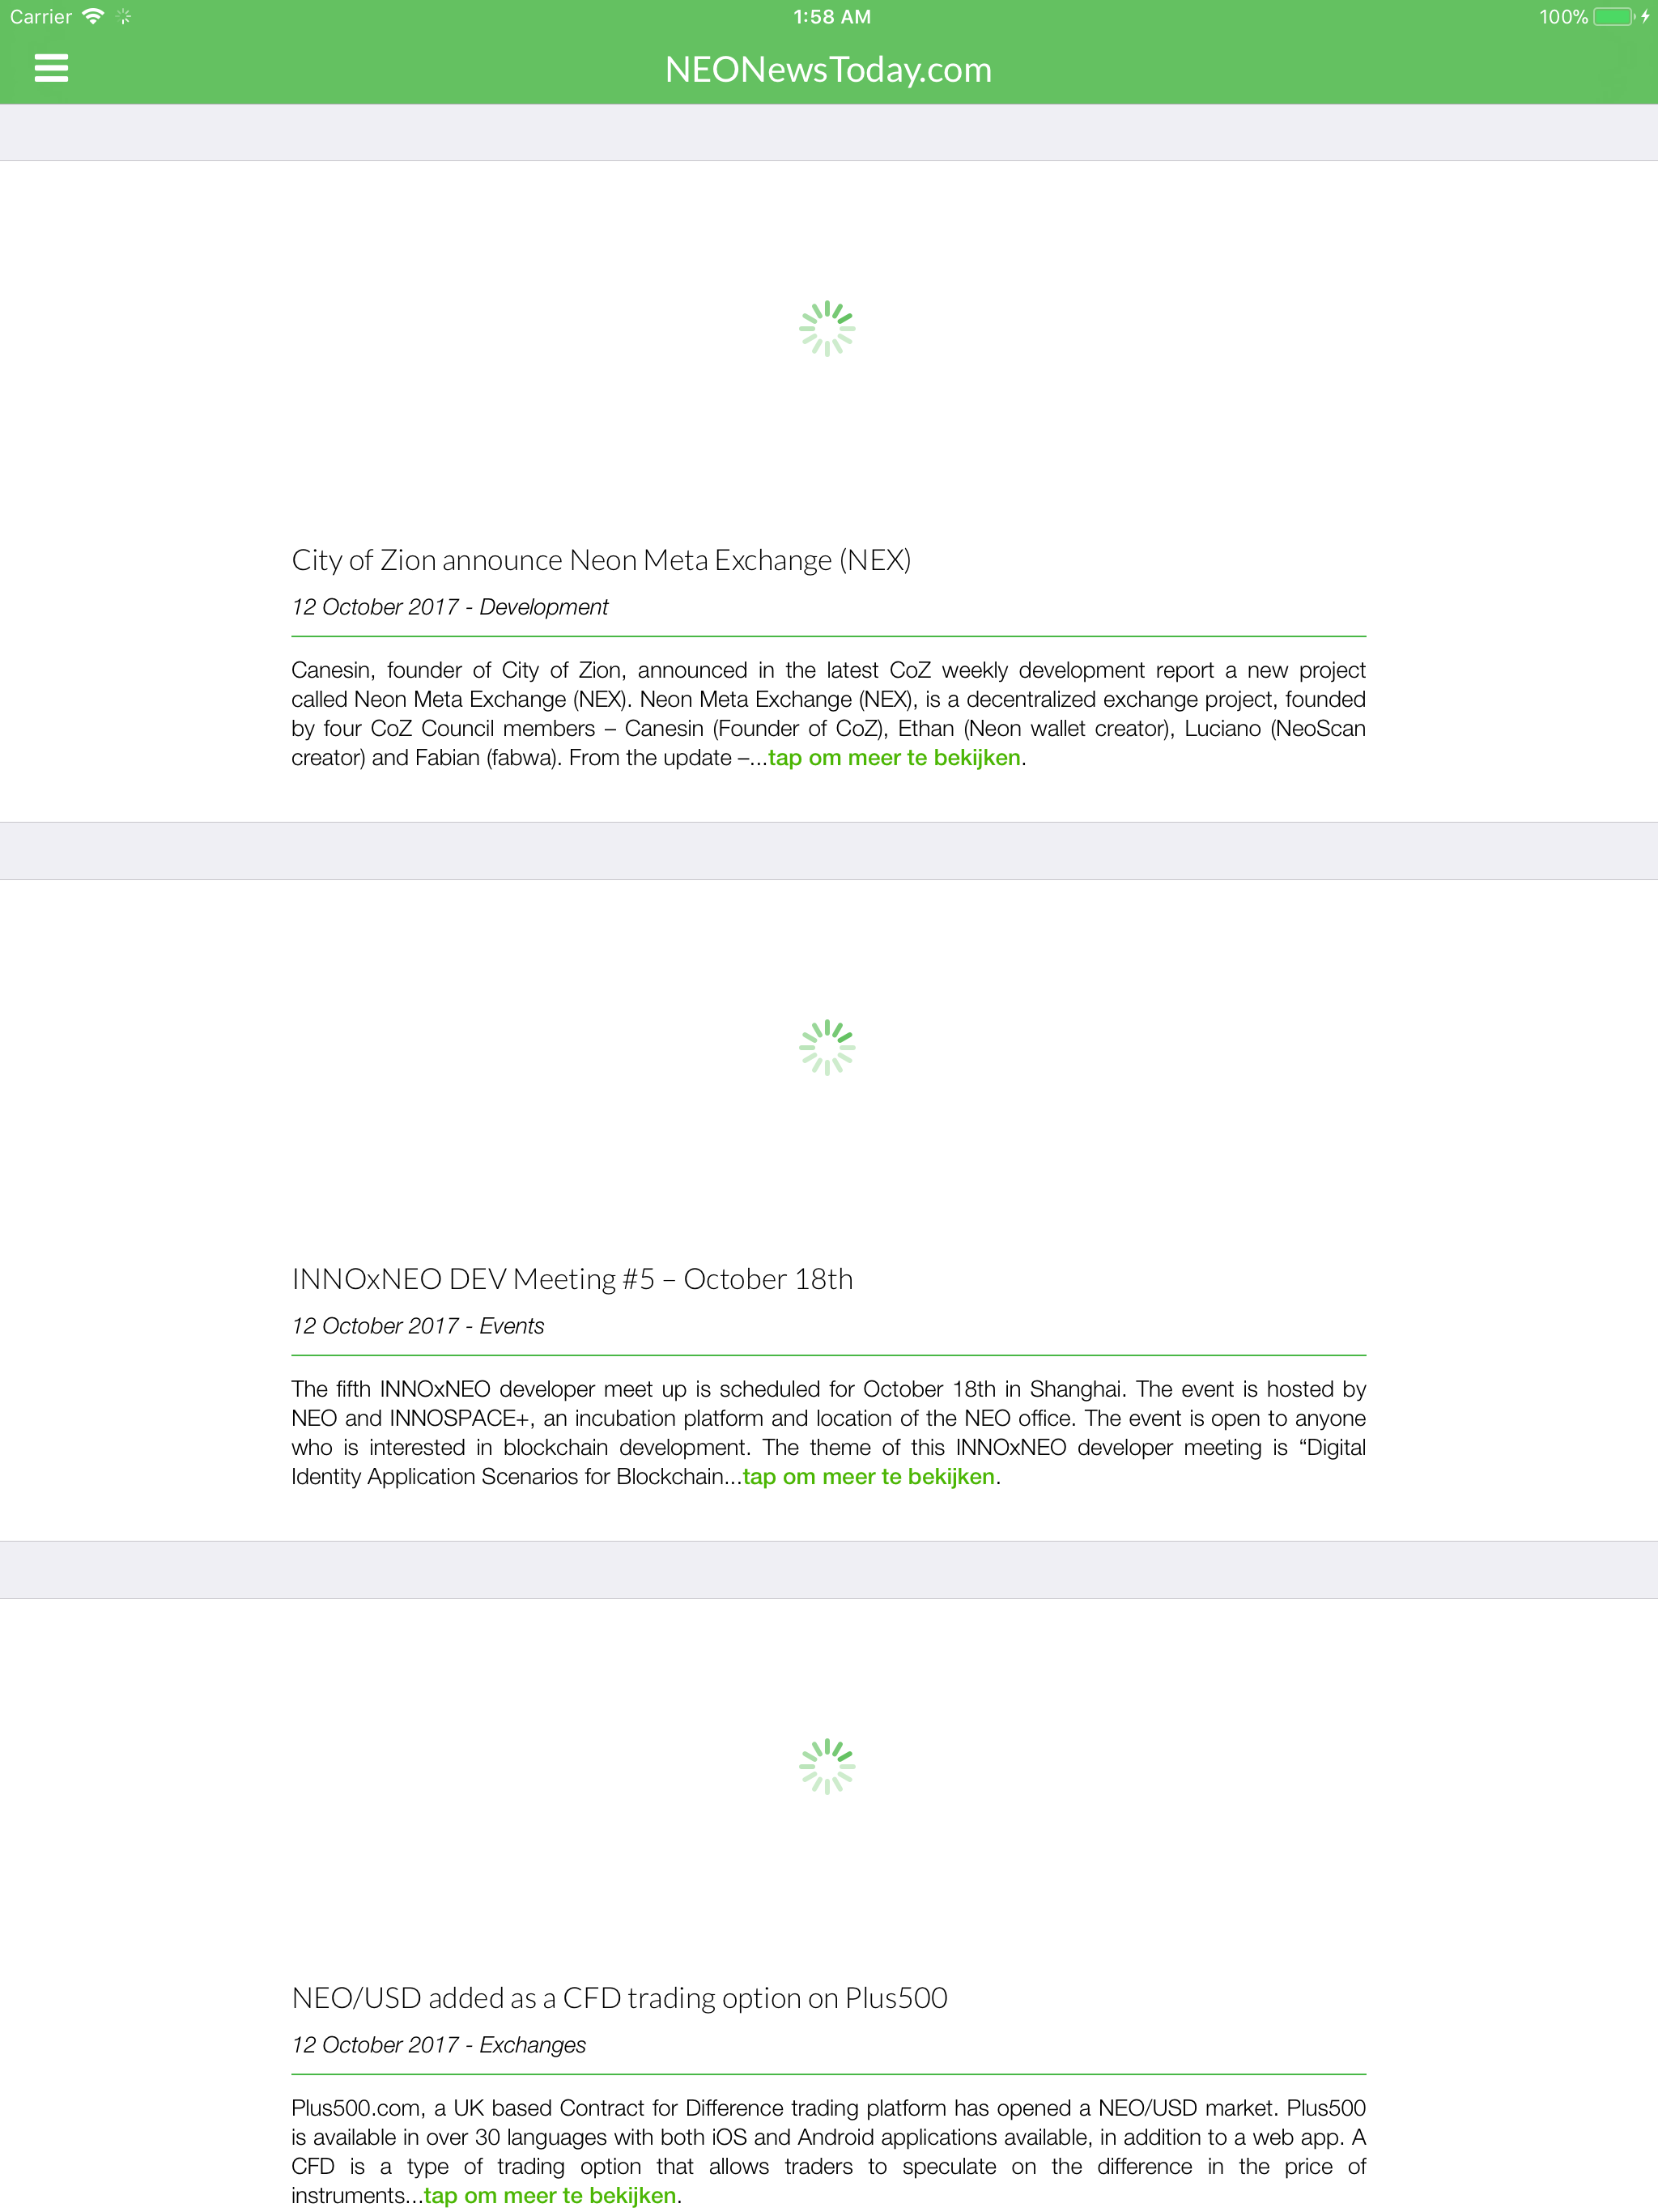 Carrier 1:58 AM 100%
NEONewsToday.com
City of Zion announce Neon Meta Exchange (NEX)
12 October 2017 - Development
Canesin, founder of City of Zion, announced in the latest CoZ weekly development report a new project
called Neon Meta Exchange (NEX). Neon Meta Exchange (NEX), is a decentralized exchange project, founded
by four CoZ Council members – Canesin (Founder of CoZ), Ethan (Neon wallet creator), Luciano (NeoScan
creator) and Fabian (fabwa). From the update –...tap om meer te bekijken.
INNOxNEO DEV Meeting #5 – October 18th
12 October 2017 - Events
The fifth INNOxNEO developer meet up is scheduled for October 18th in Shanghai. The event is hosted by
NEO and INNOSPACE+, an incubation platform and location of the NEO office. The event is open to anyone
who is interested in blockchain development. The theme of this INNOxNEO developer meeting is “Digital
Identity Application Scenarios for Blockchain...tap om meer te bekijken.
NEO/USD added as a CFD trading option on Plus500
12 October 2017 - Exchanges
Plus500.com, a UK based Contract for Difference trading platform has opened a NEO/USD market. Plus500
is available in over 30 languages with both iOS and Android applications available, in addition to a web app. A
CFD is a type of trading option that allows traders to speculate on the difference in the price of
instruments...tap om meer te bekijken.